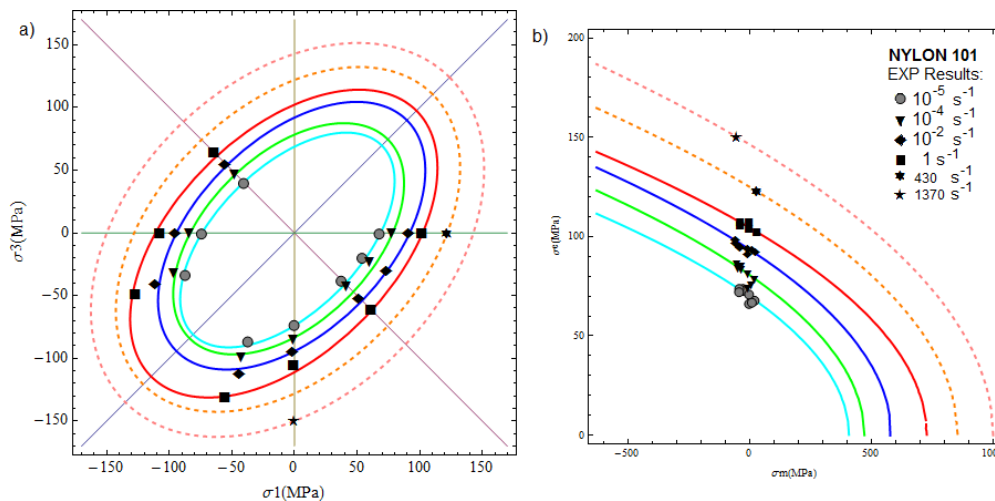 a)
150
100
50
0
−50
−100
−150
−150
−100
−50
0
50
100
150
σ3(MPa)
σ1(MPa)
b)
200
150
100
50
0
−500
0
500
1000
σm(MPa)
NYLON 101
EXP Results:
10-5 s-1
10-4 s-1
10-2 s-1
1 s-1
430 s-1
1370 s-1